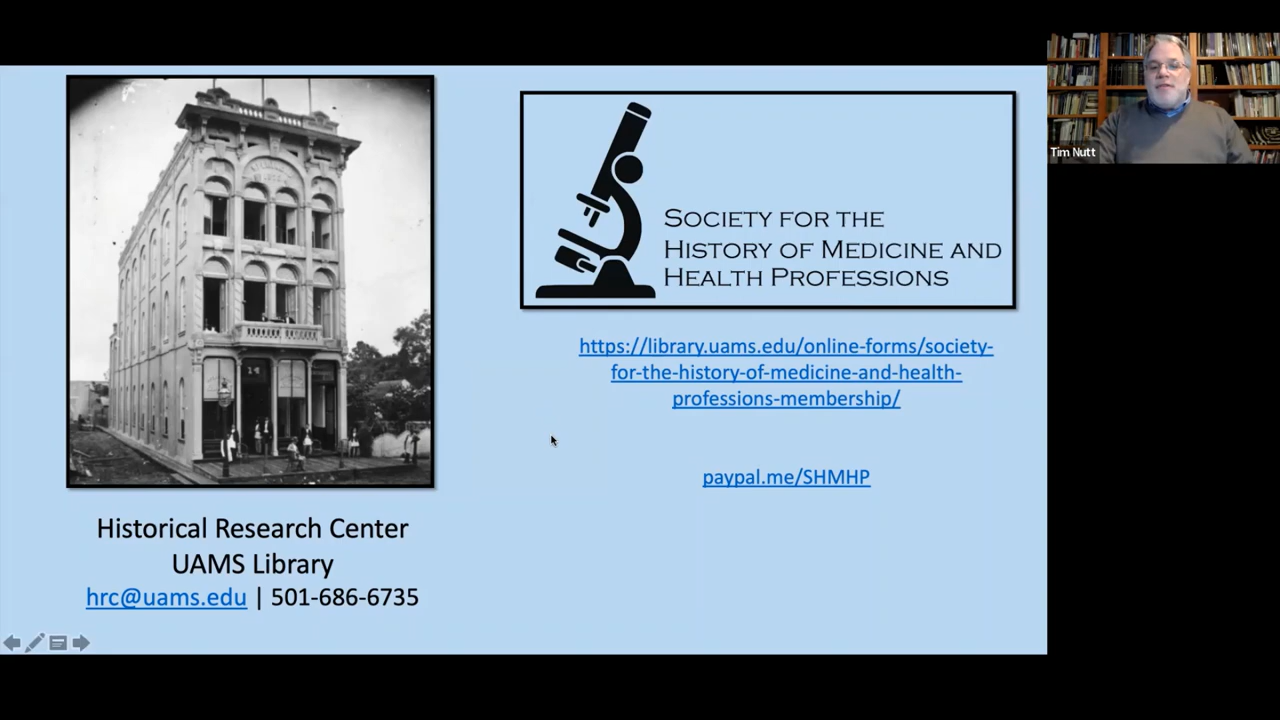 14
Historical Research Center
UAMS Library
hrc@uams.edu | 501-686-6735
SOCIETY FOR THE
HISTORY OF MEDICINE AND
HEALTH PROFESSIONS
https://library.uams.edu/online-forms/society-
for-the-history-of-medicine-and-health-
professions-membership/
paypal.me/SHMHP
Tim Nutt